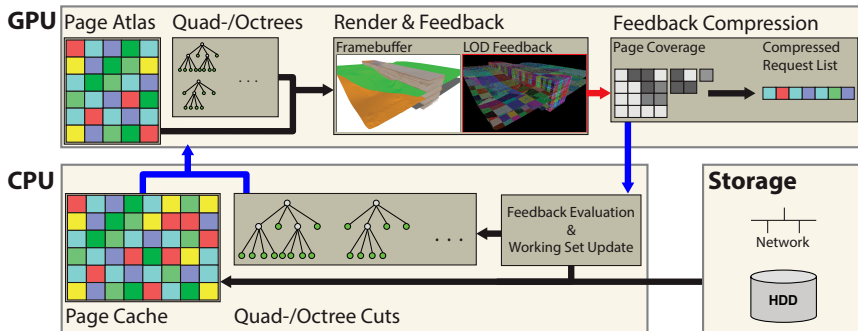 GPU
Page Atlas
Quad-/Octrees
. . .
Render & Feedback
Framebuffer
LOD Feedback
Feedback Compression
Page Coverage
Compressed
Request List
CPU
Page Cache
. . .
Quad-/Octree Cuts
Feedback Evaluation
&
Working Set Update
Storage
Network
HDD